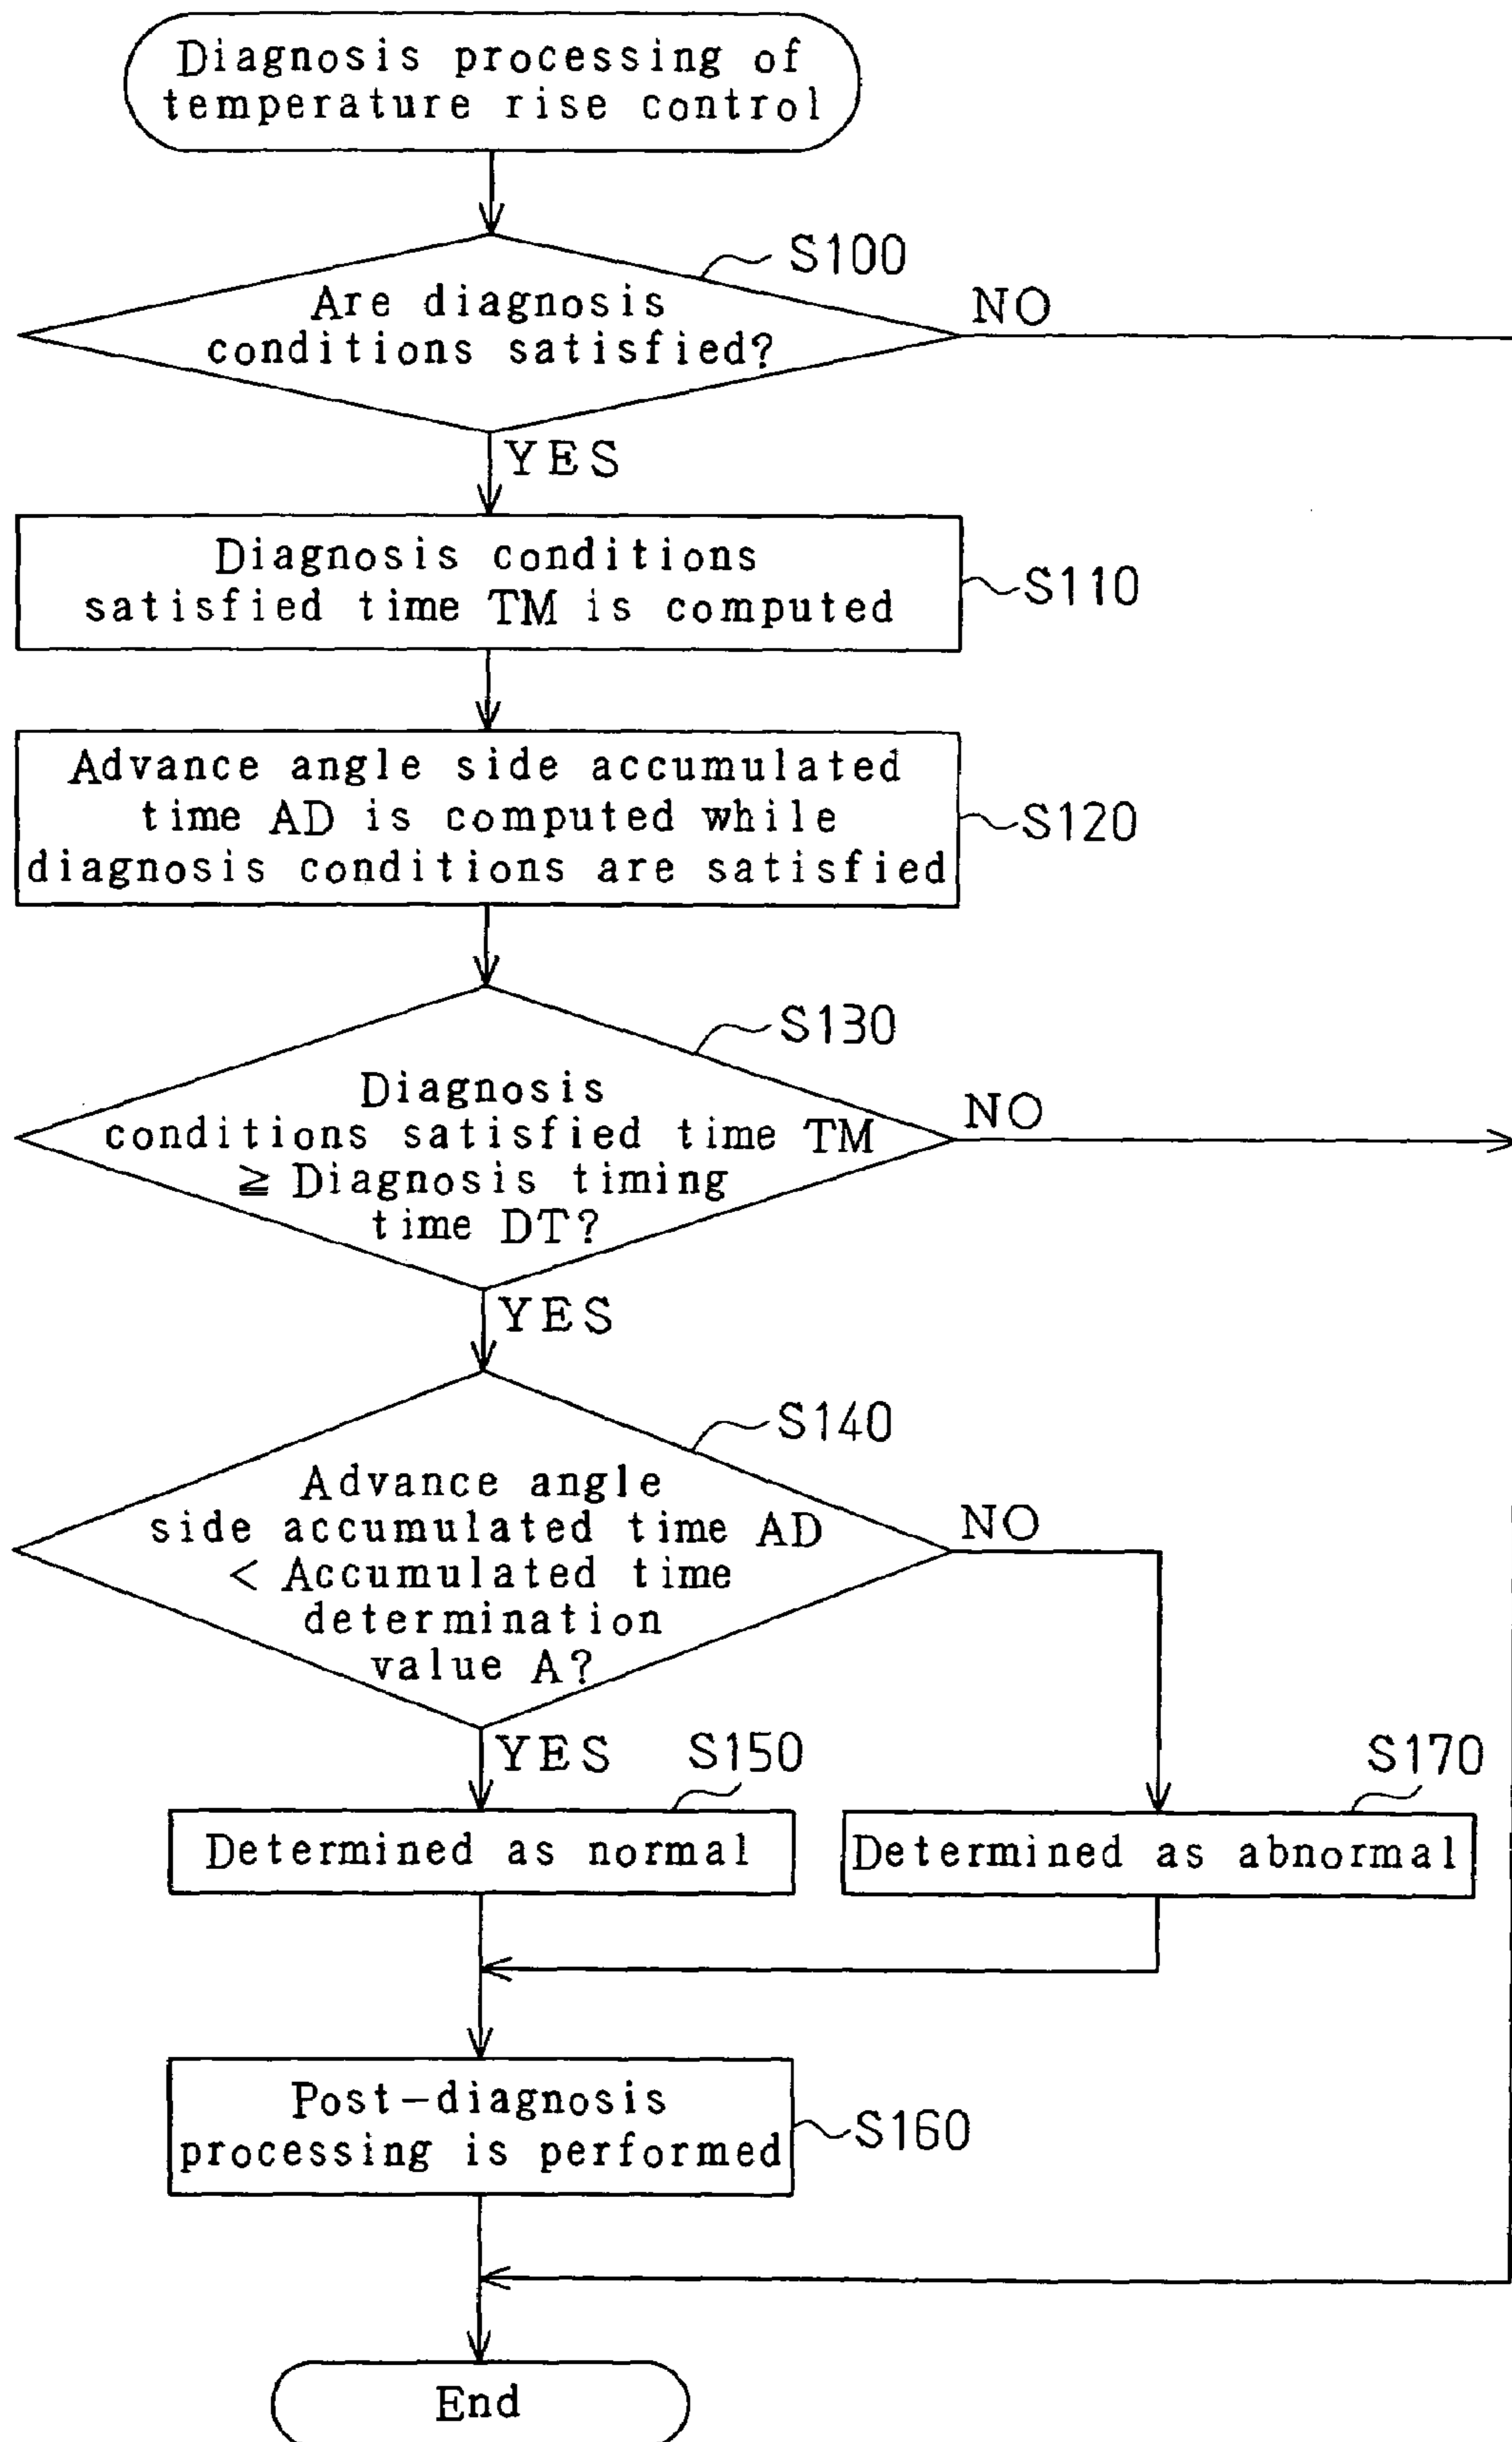 Diagnosis processing of
temperature rise control
S100
Are diagnosis
conditions satisfied?
NO
YES
Diagnosis conditions
satisfied time TM is computed
S110
Advance angle side accumulated
time AD is computed while
diagnosis conditions are satisfied
S120
S130
Diagnosis
conditions satisfied time TM
≧ Diagnosis timing
time DT?
NO
YES
S140
Advance angle
side accumulated time AD
< Accumulated time
determination
value A?
NO
YES
S150
S170
Determined as normal
Determined as abnormal
Post-diagnosis
processing is performed
S160
End